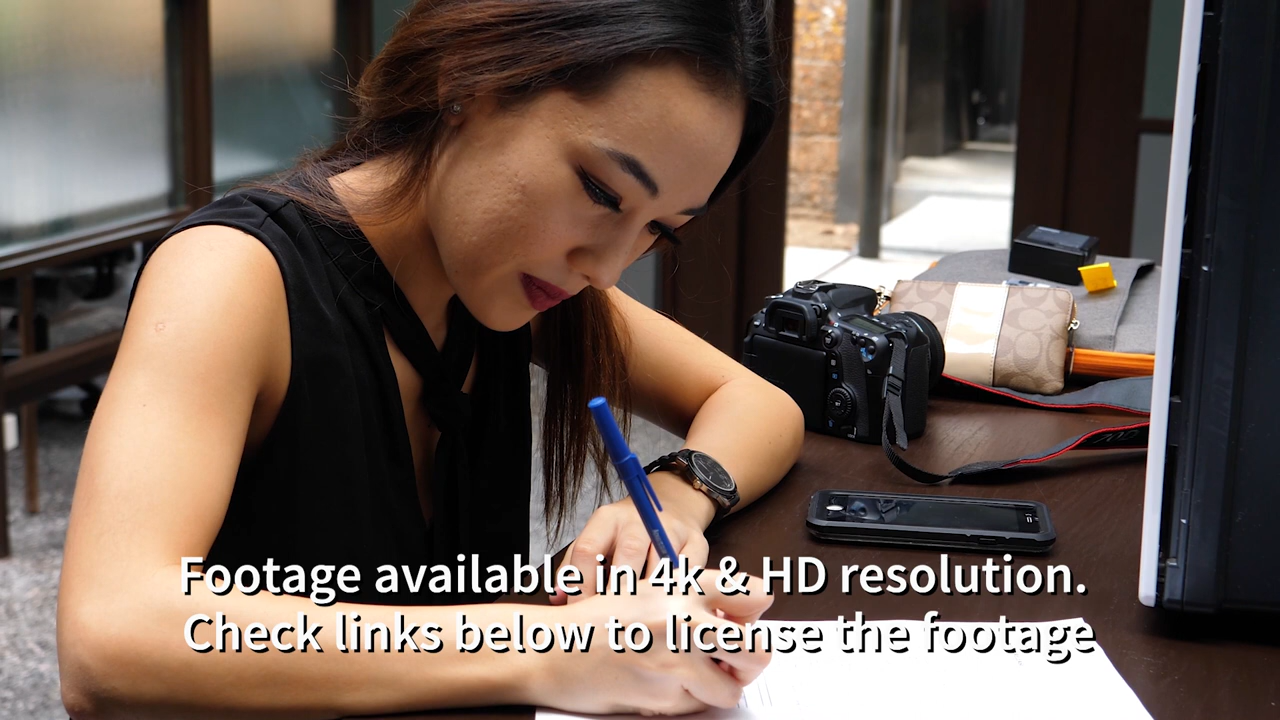 Footage available in 4k & HD resolution.
Check links below to license the footage